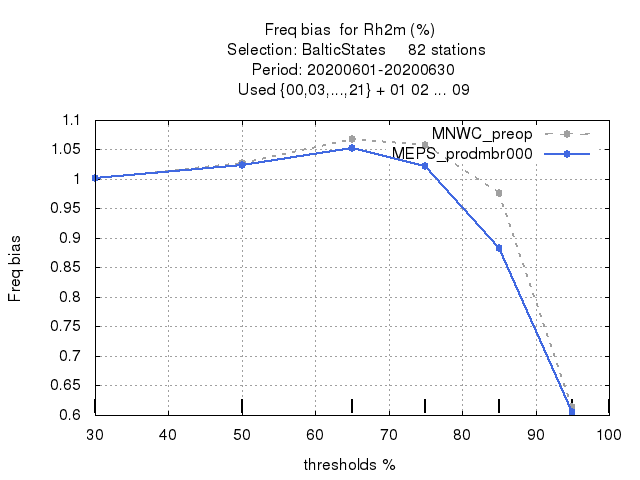 Freq bias  for Rh2m (%)
Selection: BalticStates     82 stations
Period: 20200601-20200630
Used {00,03,...,21} + 01 02 ... 09
MNWC_preop
MEPS_prodmbr000
1.1
1.05
1
0.95
0.9
0.85
0.8
0.75
0.7
0.65
0.6
Freq bias
30 40 50 60 70 80 90 100
thresholds %